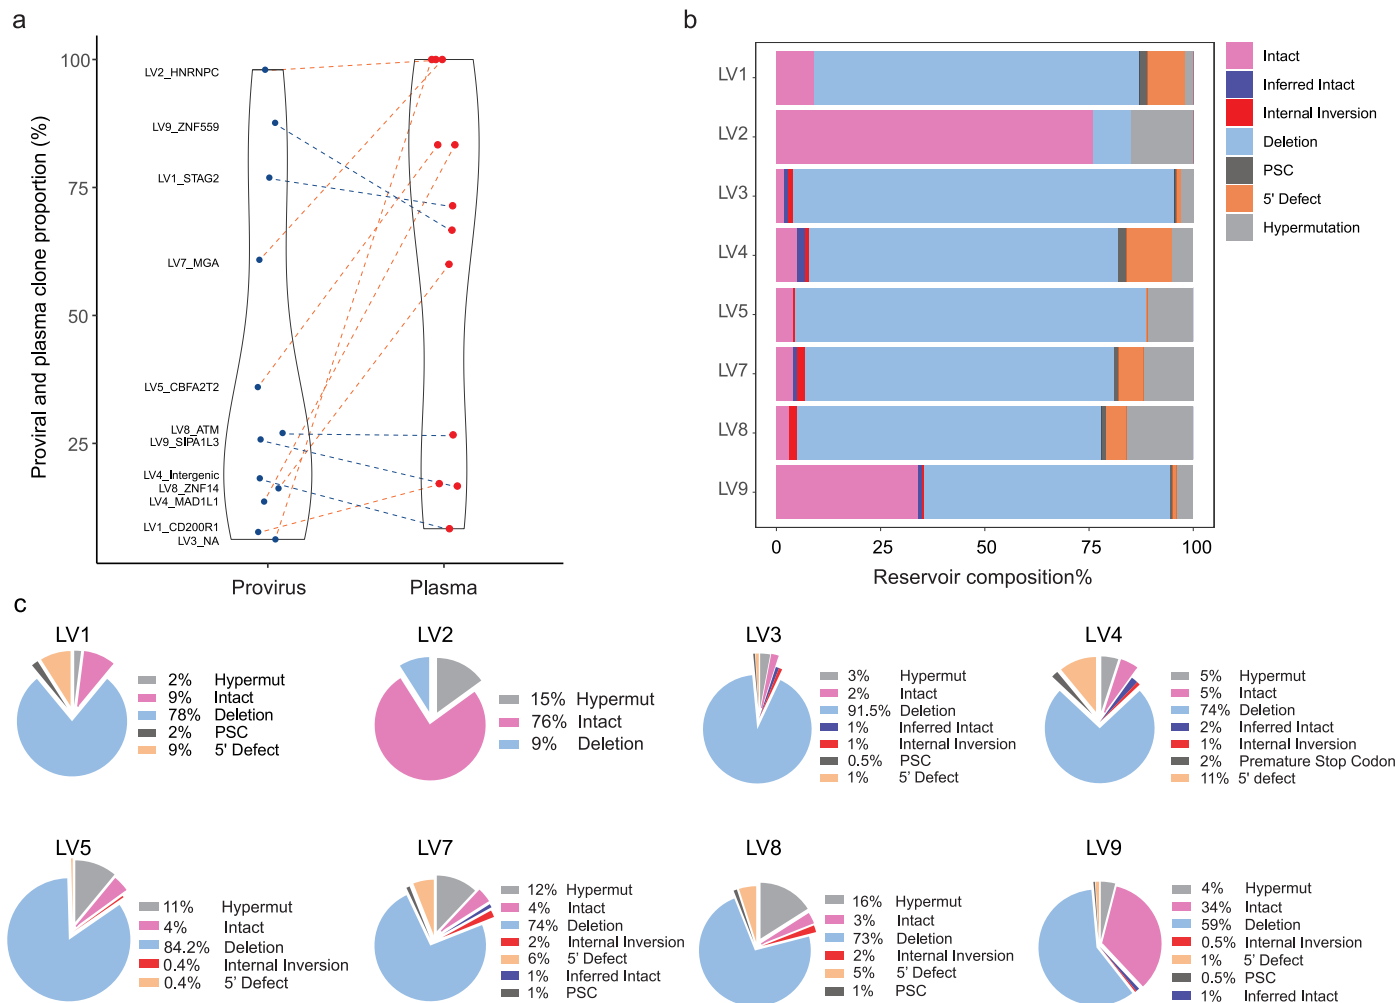 a
Proviral and plasma clone proportion (%)
100
75
50
25
LV2_HNRNPC
LV9_ZNF559
LV1_STAG2
LV7_MGA
LV5_CBFA2T2
LV8_ATM
LV9_SIPA1L3
LV4_Intergenic
LV8_ZNF14
LV4_MAD1L1
LV1_CD200R1
LV3_NA
Provirus
Plasma
b
LV1
LV2
LV3
LV4
LV5
LV7
LV8
LV9
0
25
50
75
100
Reservoir composition%
Intact
Inferred Intact
Internal Inversion
Deletion
PSC
5' Defect
Hypermutation
c
LV1
2% Hypermut
9% Intact
78% Deletion
2% PSC
9% 5' Defect
LV2
15% Hypermut
76% Intact
9% Deletion
LV3
3% Hypermut
2% Intact
91.5% Deletion
1% Inferred Intact
1% Internal Inversion
0.5% PSC
1% 5' Defect
LV4
5% Hypermut
5% Intact
74% Deletion
2% Inferred Intact
1% Internal Inversion
2% Premature Stop Codon
11% 5' defect
LV5
11% Hypermut
4% Intact
84.2% Deletion
0.4% Internal Inversion
0.4% 5' Defect
LV7
12% Hypermut
4% Intact
74% Deletion
2% Internal Inversion
6% 5' Defect
1% Inferred Intact
1% PSC
LV8
16% Hypermut
3% Intact
73% Deletion
2% Internal Inversion
5% 5' Defect
1% PSC
LV9
4% Hypermut
34% Intact
59% Deletion
0.5% Internal Inversion
1% 5' Defect
0.5% PSC
1% Inferred Intact